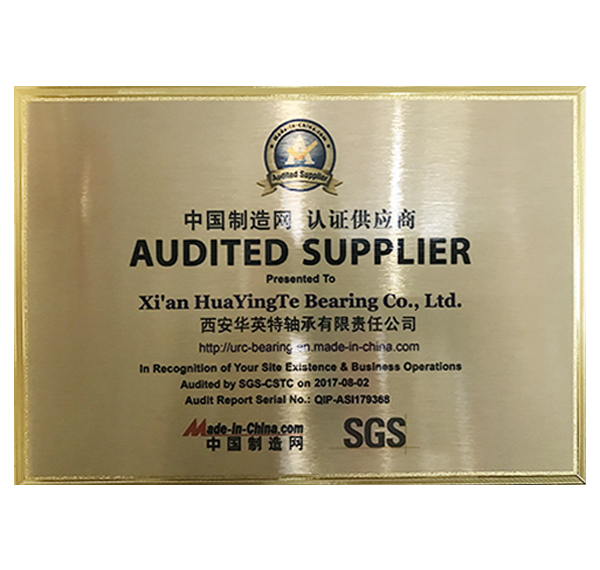 Made-in-China.com
Audited Supplier
中国制造网 认证供应商
AUDITED SUPPLIER
Presented To
Xi'an HuaYingTe Bearing Co., Ltd.
西安华英特轴承有限责任公司
http://urc-bearing.en.made-in-china.com
In Recognition of Your Site Existence & Business Operations
Audited by SGS-CSTC on 2017-08-02
Audit Report Serial No.: QIP-ASI179368
Made-in-China.com
中国制造网
SGS